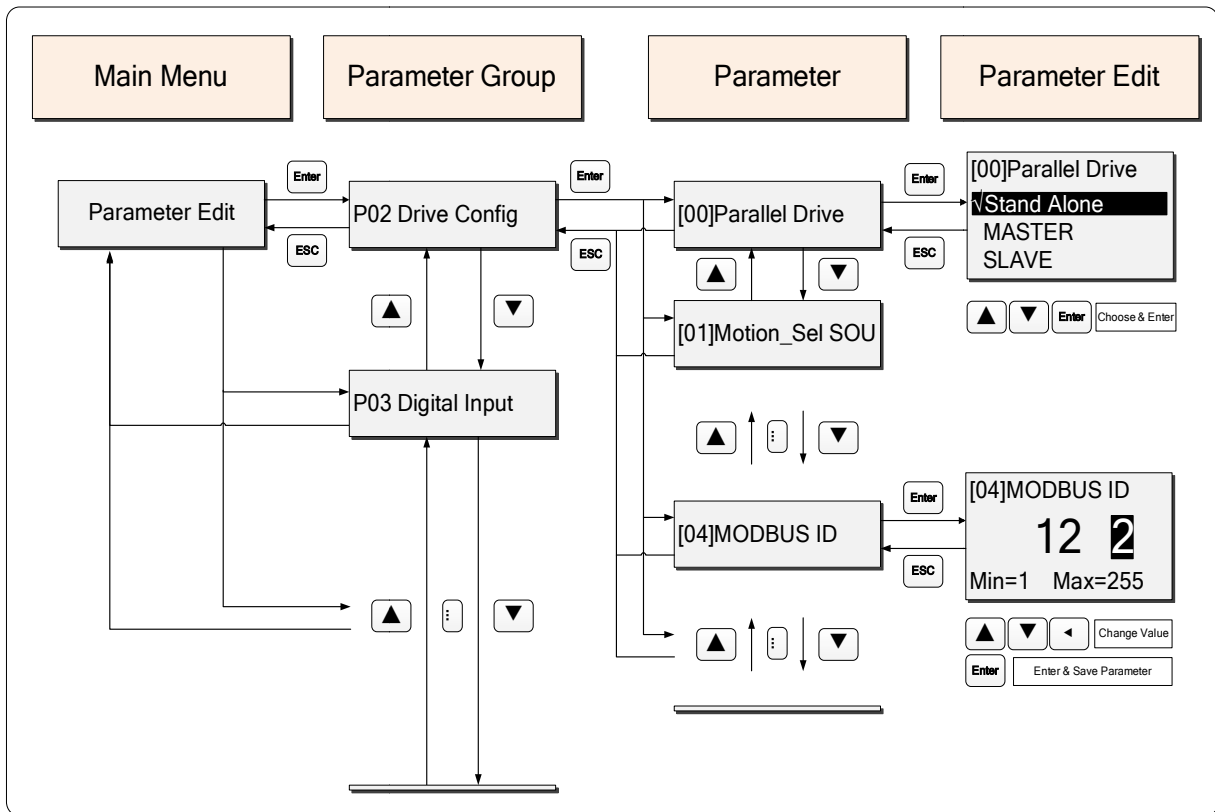 Main Menu
Parameter Group
Parameter
Parameter Edit
Enter
Enter
Enter
Parameter Edit
P02 Drive Config
[00]Parallel Drive
[00]Parallel Drive
√Stand Alone
MASTER
SLAVE
ESC
ESC
ESC
▲
▼
▲
▼
▲
▼
Enter
Choose & Enter
[01]Motion_Sel SOU
P03 Digital Input
▲
⋮
▼
Enter
[04]MODBUS ID
[04]MODBUS ID
12 2
Min=1 Max=255
ESC
▲
⋮
▼
▲
⋮
▼
▲
▼
◄
Change Value
Enter
Enter & Save Parameter